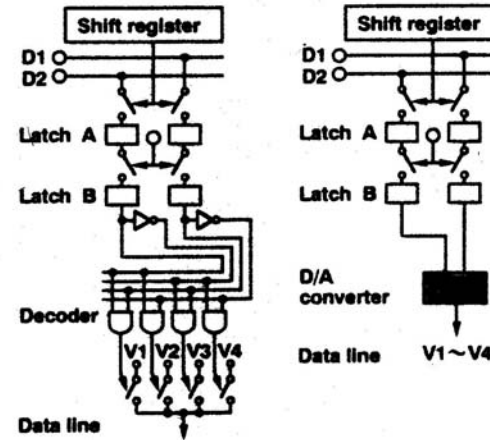 Shift register
D1
D2
Latch A
Latch B
Decoder
V1 V2 V3 V4
Data line
Shift register
D1
D2
Latch A
Latch B
D/A
converter
Data line V1~V4